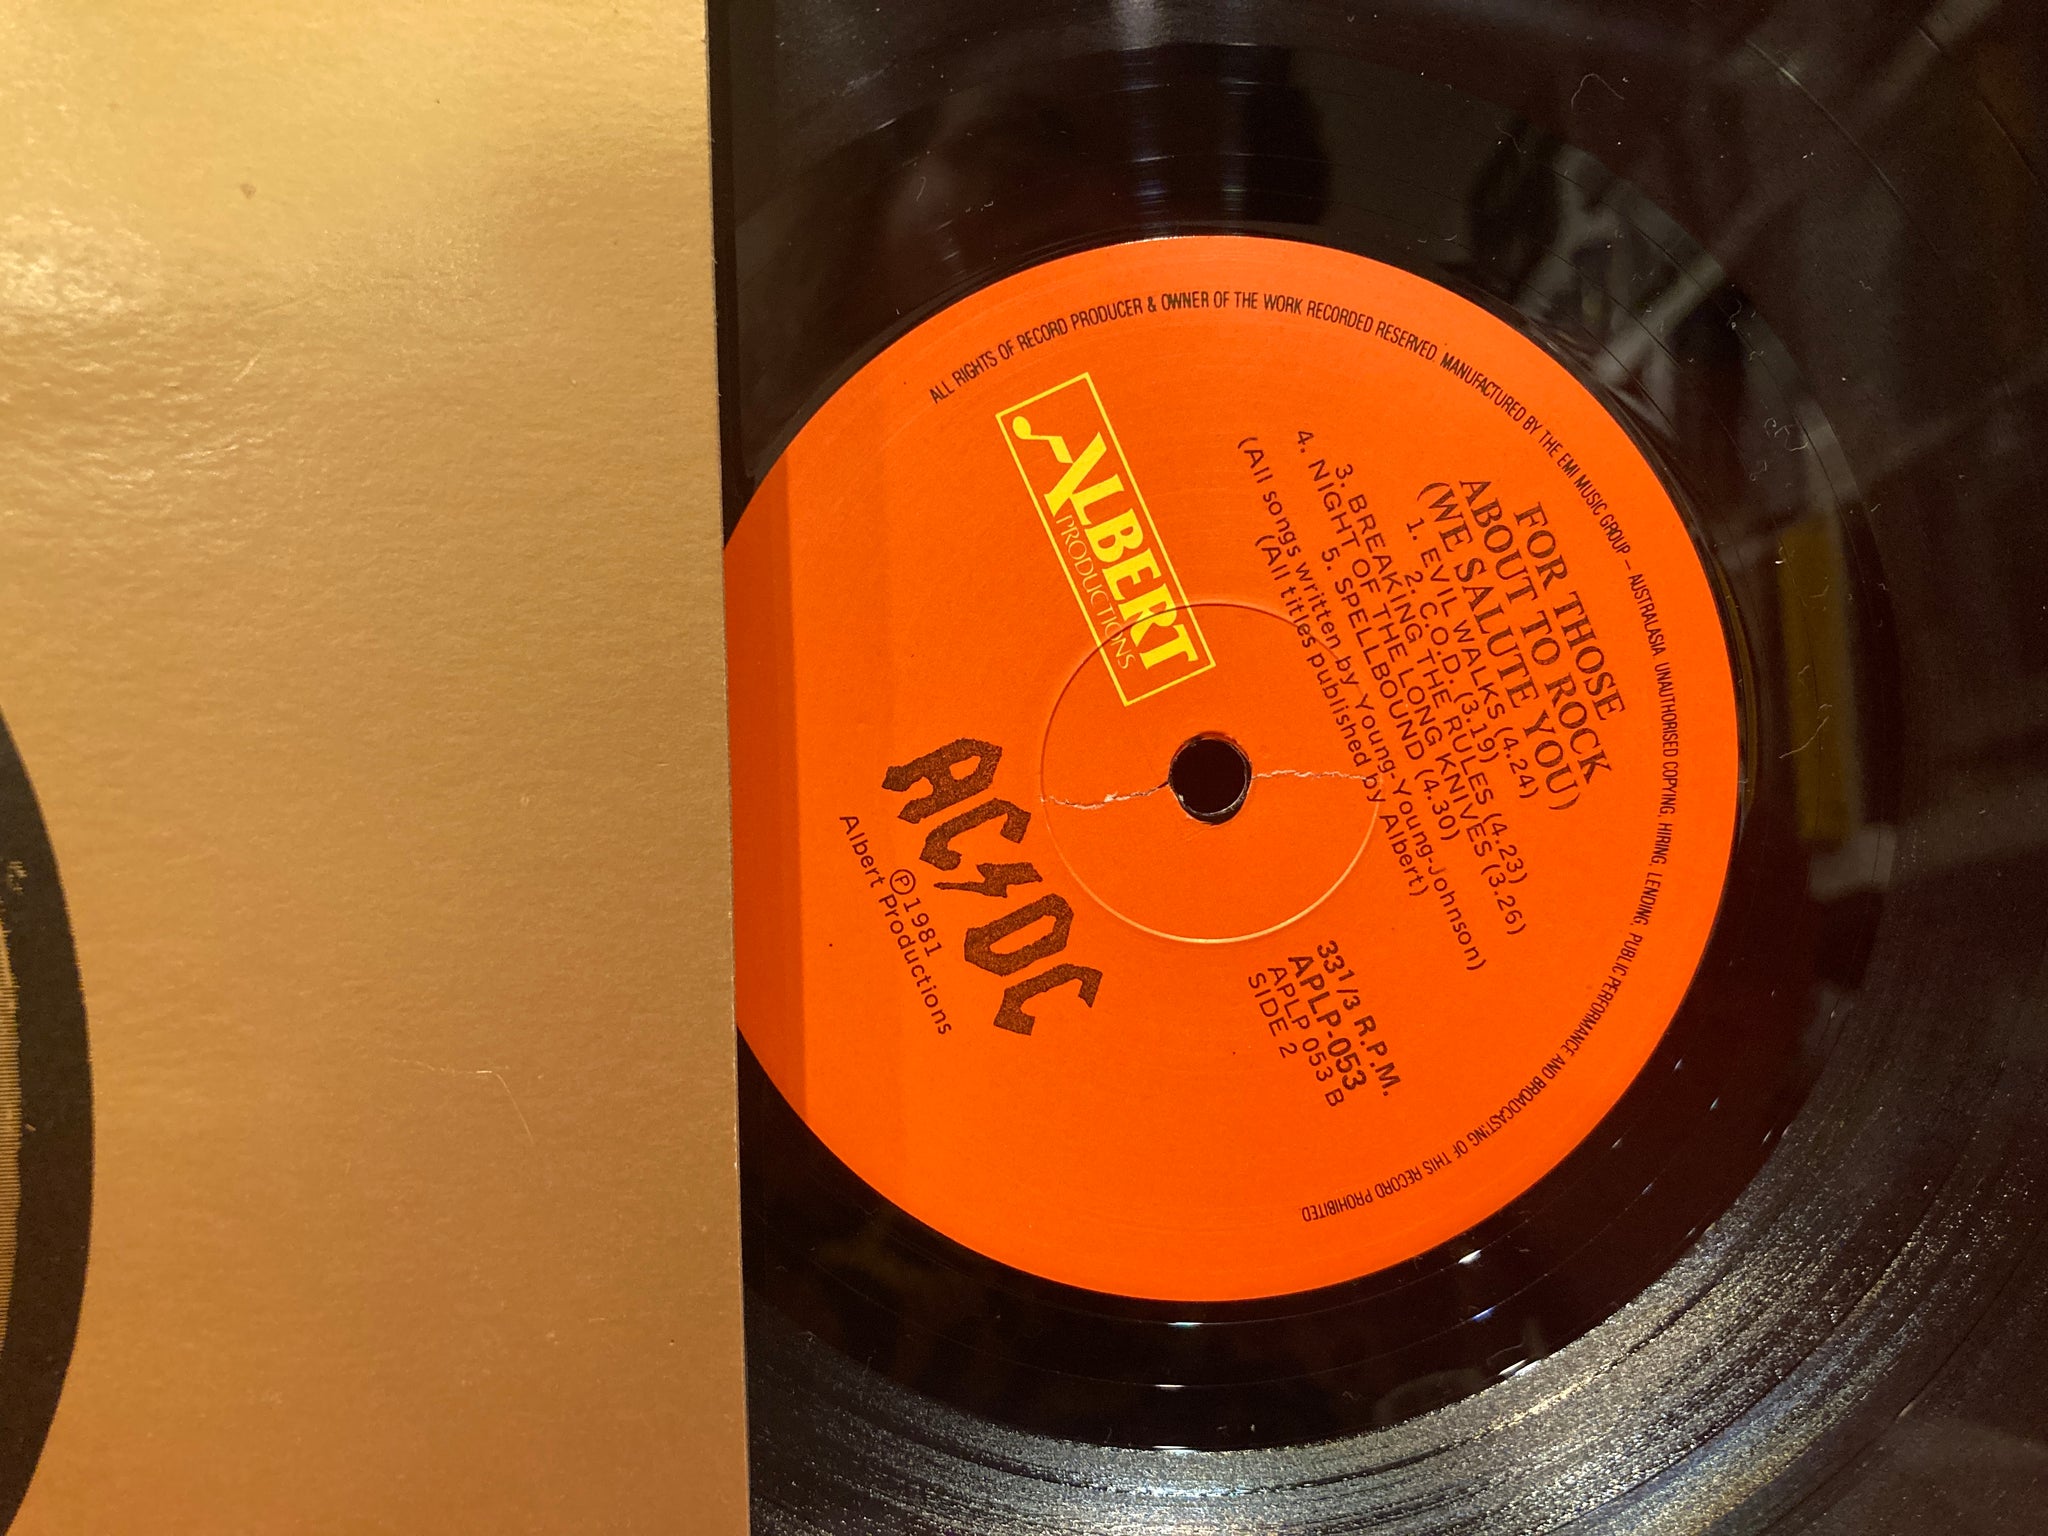 ALL RIGHTS OF RECORD PRODUCER & OWNER OF THE WORK RECORDED RESERVED. MANUFACTURED BY THE EMI MUSIC GROUP – AUSTRALASIA UNAUTHORISED COPYING, HIRING, LENDING, PUBLIC PERFORMANCE AND BROADCASTING OF THIS RECORD PROHIBITED.
FOR THOSE
ABOUT TO ROCK
(WE SALUTE YOU)
1. EVIL WALKS (4.24)
2. C.O.D. (3.19)
3. BREAKING THE RULES (4.23)
4. NIGHT OF THE LONG KNIVES (3.26)
5. SPELLBOUND (4.30)
(All songs written by Young-Young-Johnson)
(All titles published by Albert)
ALBERT
PRODUCTIONS
33 1/3 R.P.M.
APLP-053
APLP 053 B
SIDE 2
AC/DC
℗ 1981
Albert Productions